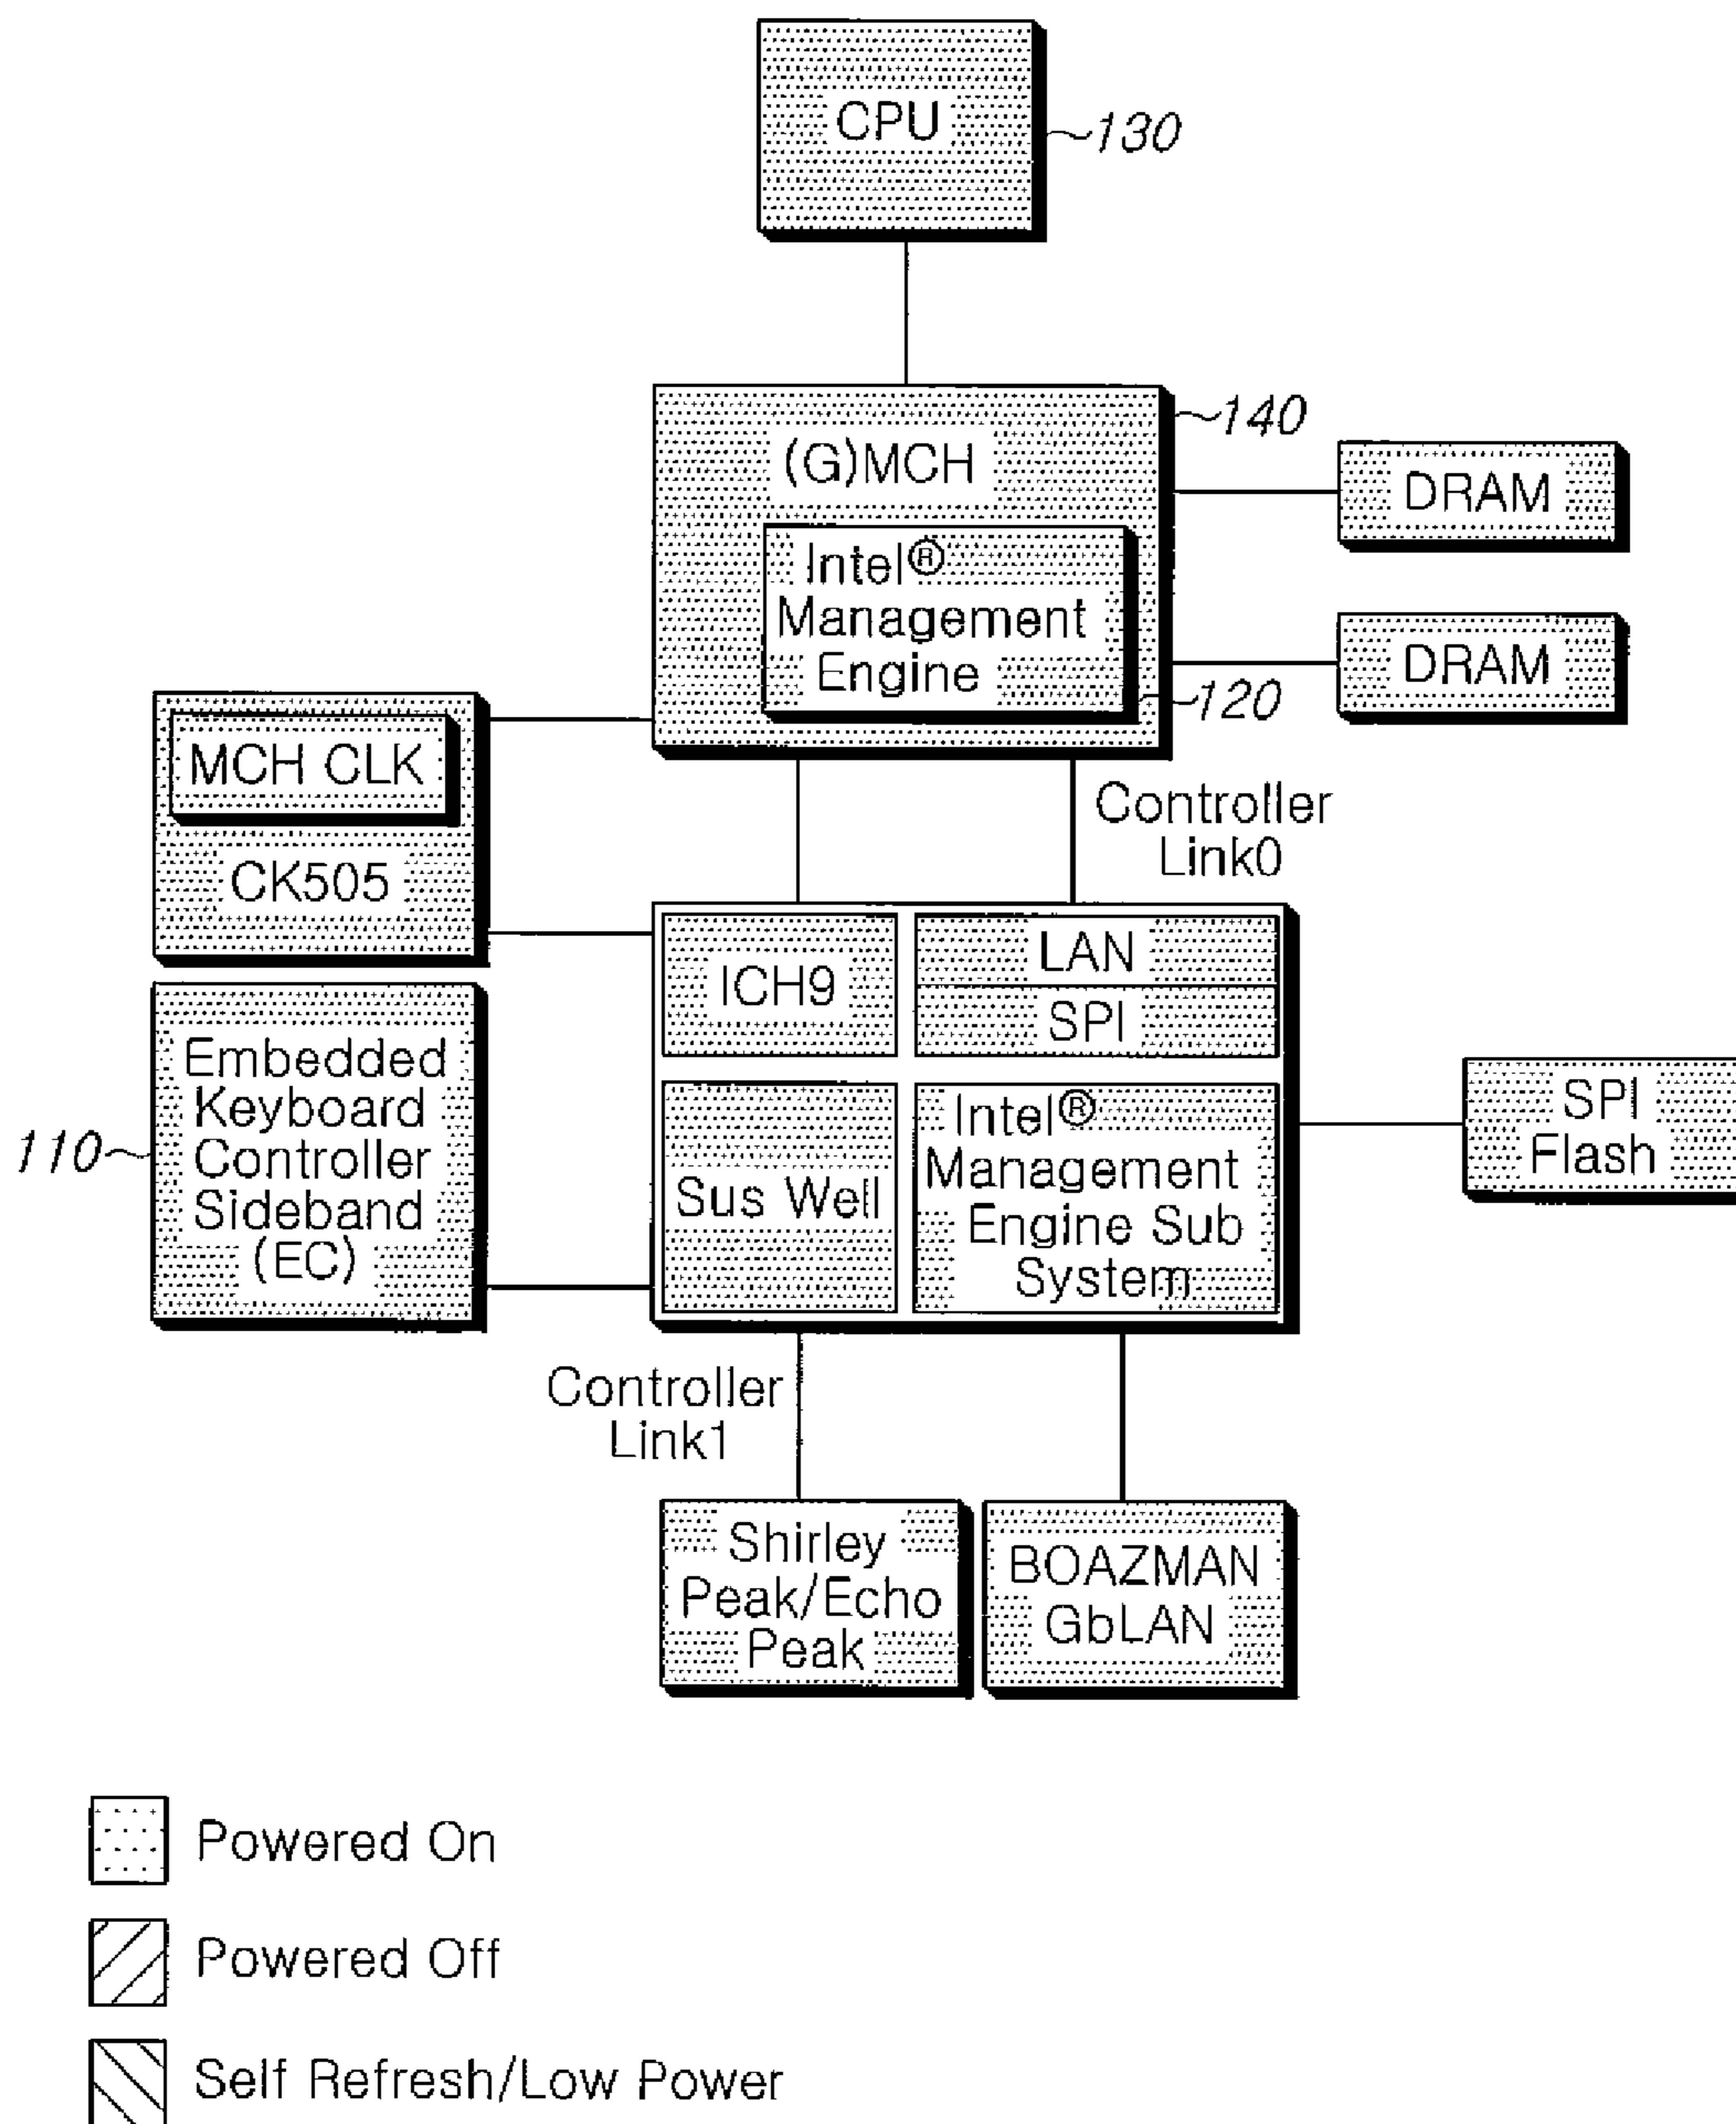 CPU
130
140
(G)MCH
DRAM
Intel®
Management
Engine
DRAM
120
MCH CLK
CK505
Controller
Link0
ICH9
LAN
SPI
Embedded
Keyboard
Controller
Sideband
(EC)
110
Sus Well
Intel®
Management
Engine Sub
System
SPI
Flash
Controller
Link1
Shirley
Peak/Echo
Peak
BOAZMAN
GbLAN
Powered On
Powered Off
Self Refresh/Low Power